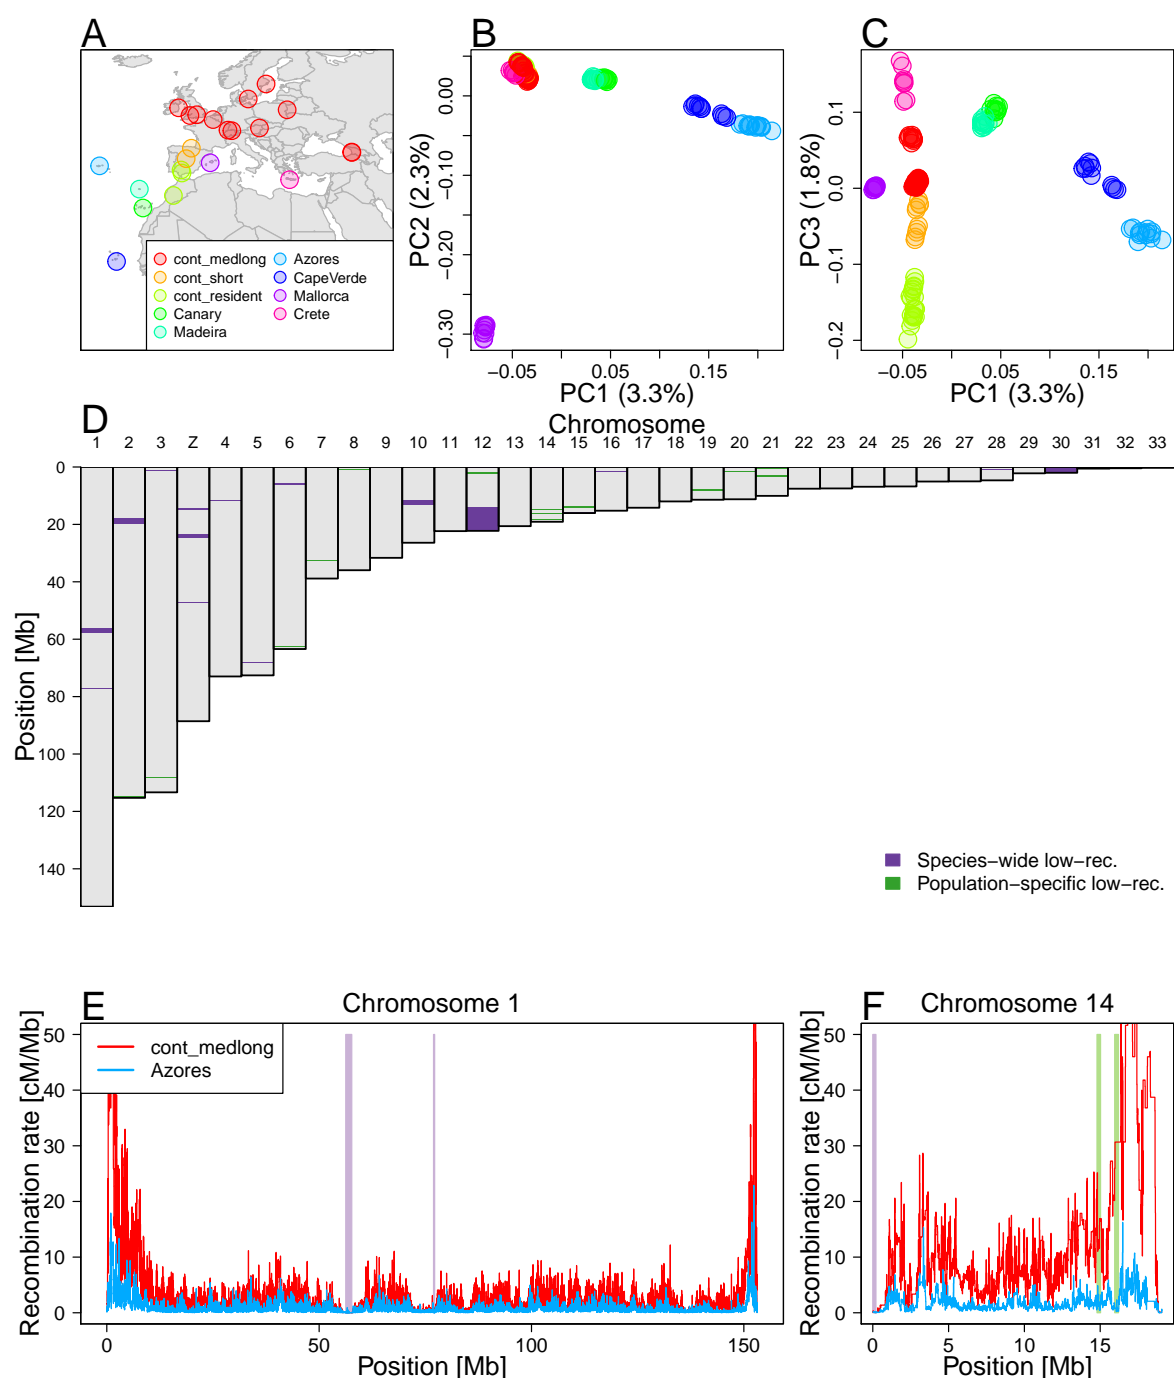 A
B
C
cont_medlong
cont_short
cont_resident
Canary
Madeira
Azores
CapeVerde
Mallorca
Crete
PC2 (2.3%)
0.00
−0.10
−0.20
−0.30
−0.05
0.05
0.15
PC1 (3.3%)
PC3 (1.8%)
0.1
0.0
−0.1
−0.2
−0.05
0.05
0.15
PC1 (3.3%)
D
Chromosome
1 2 3 Z 4 5 6 7 8 9 10 11 12 13 14 15 16 17 18 19 20 21 22 23 24 25 26 27 28 29 30 31 32 33
Position [Mb]
0
20
40
60
80
100
120
140
Species−wide low−rec.
Population−specific low−rec.
E
Chromosome 1
Recombination rate [cM/Mb]
50
40
30
20
10
0
cont_medlong
Azores
0 50 100 150
Position [Mb]
F
Chromosome 14
Recombination rate [cM/Mb]
50
40
30
20
10
0
0 5 10 15
Position [Mb]